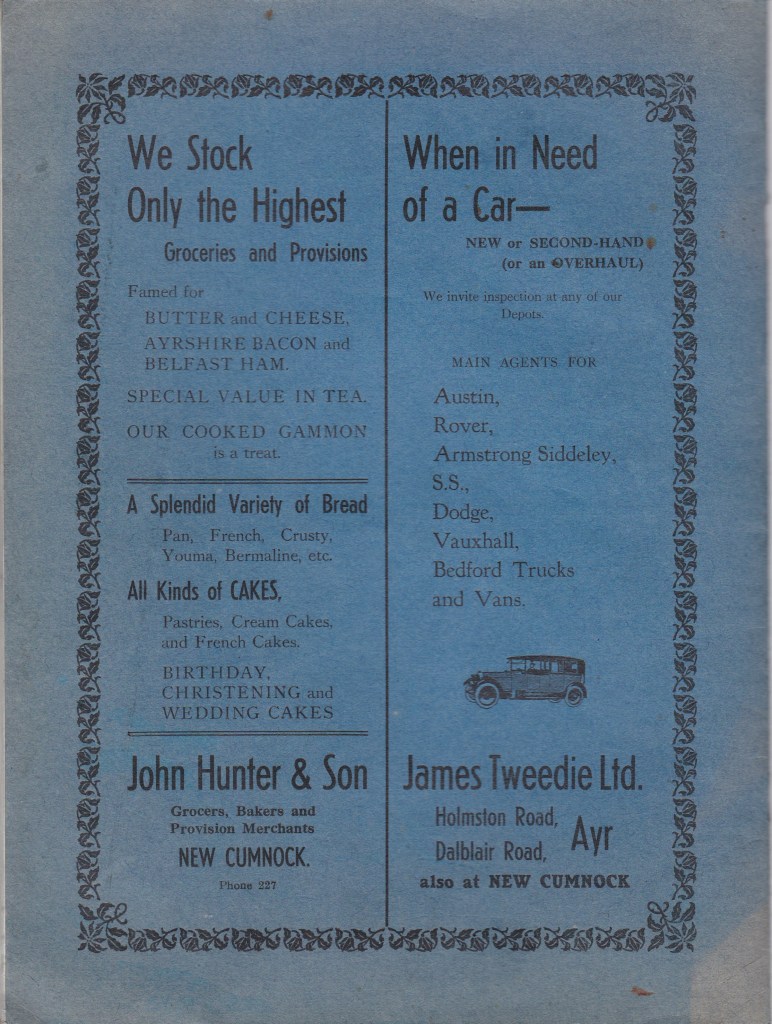 We Stock
Only the Highest
Groceries and Provisions
Famed for
BUTTER and CHEESE,
AYRSHIRE BACON and
BELFAST HAM.
SPECIAL VALUE IN TEA.
OUR COOKED GAMMON
is a treat.
A Splendid Variety of Bread
Pan, French, Crusty,
Youma, Bermaline, etc.
All Kinds of CAKES,
Pastries, Cream Cakes,
and French Cakes.
BIRTHDAY,
CHRISTENING and
WEDDING CAKES
John Hunter & Son
Grocers, Bakers and
Provision Merchants
NEW CUMNOCK.
Phone 227
When in Need
of a Car—
NEW or SECOND-HAND
(or an OVERHAUL)
We invite inspection at any of our
Depots.
MAIN AGENTS FOR
Austin,
Rover,
Armstrong Siddeley,
S.S.,
Dodge,
Vauxhall,
Bedford Trucks
and Vans.
James Tweedie Ltd.
Holmston Road,
Dalblair Road,
Ayr
also at NEW CUMNOCK